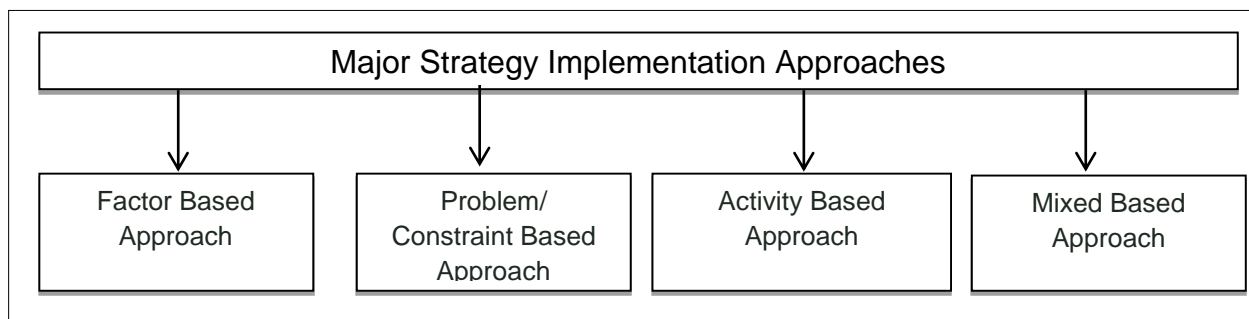 Major Strategy Implementation Approaches
Factor Based
Approach
Problem/
Constraint Based
Approach
Activity Based
Approach
Mixed Based
Approach